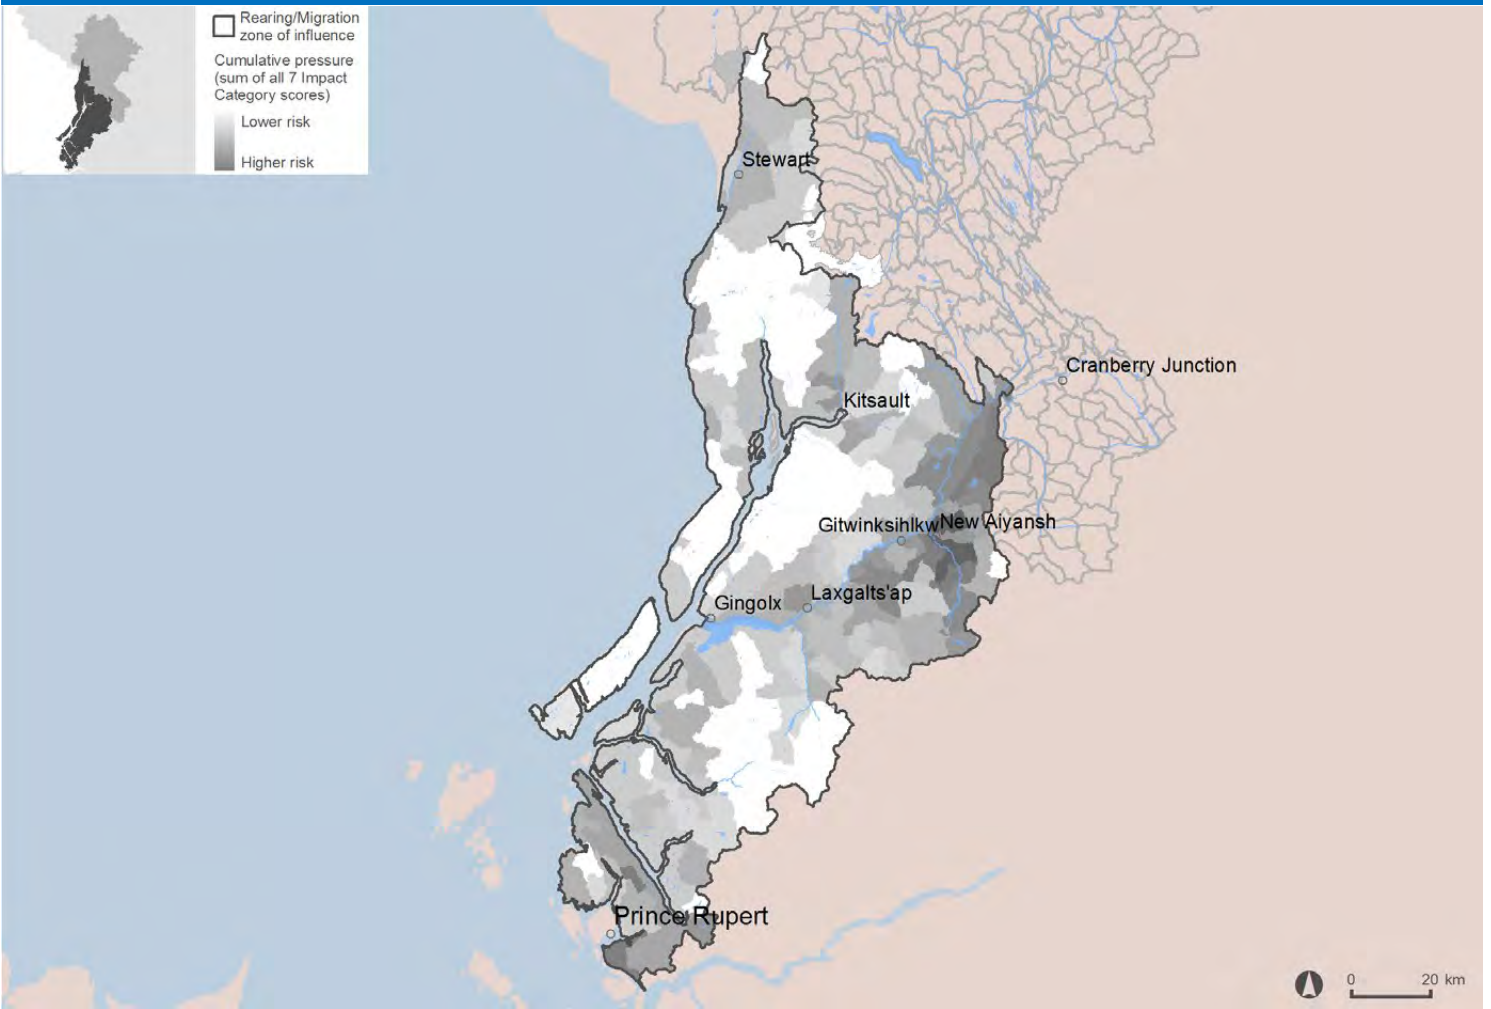 Rearing/Migration
zone of influence
Cumulative pressure
(sum of all 7 Impact
Category scores)
Lower risk
Higher risk
Stewart
Cranberry Junction
Kitsault
Gitwinksihlkw
New Aiyansh
Laxgalts'ap
Gingolx
Prince Rupert
0 20 km